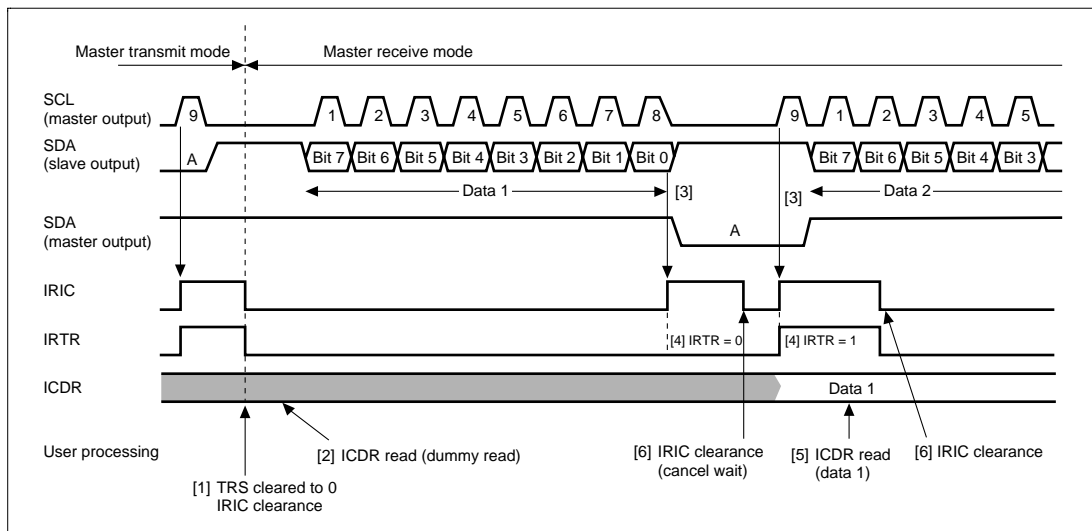 Master transmit mode Master receive mode
SCL
(master output)
9 1 2 3 4 5 6 7 8 9 1 2 3 4 5
SDA
(slave output)
A Bit 7 Bit 6 Bit 5 Bit 4 Bit 3 Bit 2 Bit 1 Bit 0 Bit 7 Bit 6 Bit 5 Bit 4 Bit 3
Data 1 [3] [3] Data 2
SDA
(master output)
A
IRIC
IRTR [4] IRTR = 0 [4] IRTR = 1
ICDR Data 1
User processing
[2] ICDR read (dummy read)
[6] IRIC clearance
(cancel wait)
[5] ICDR read
(data 1)
[6] IRIC clearance
[1] TRS cleared to 0
IRIC clearance